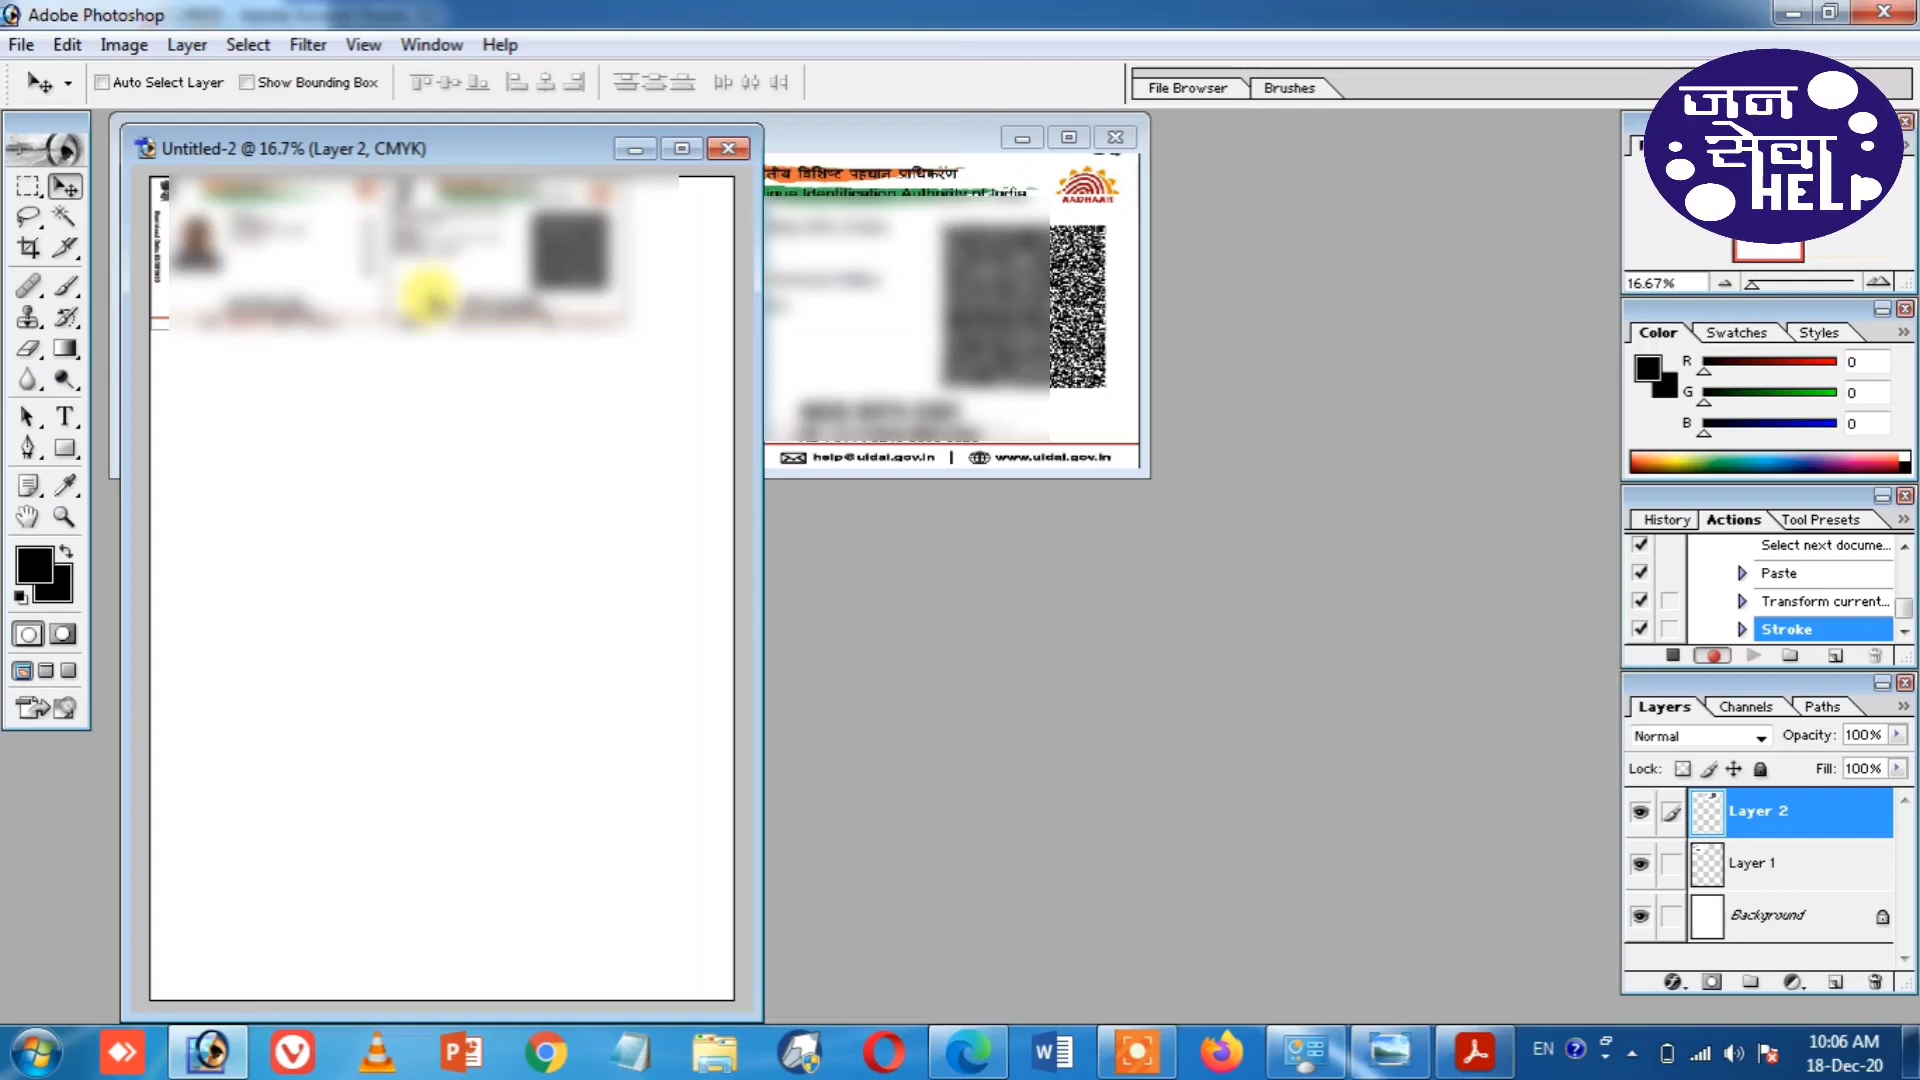 Adobe Photoshop
File Edit Image Layer Select Filter View Window Help
Auto Select Layer Show Bounding Box
File Browser Brushes
जन
सेवा
HELP
Untitled-2 @ 16.7% (Layer 2, CMYK)
विशिष्ट पहचान प्राधिकरण
Identification Authority of India
AADHAAR
help@uidai.gov.in | www.uidai.gov.in
16.67%
Color Swatches Styles
R 0
G 0
B 0
History Actions Tool Presets
Select next docume...
Paste
Transform current...
Stroke
Layers Channels Paths
Normal Opacity: 100%
Lock: Fill: 100%
Layer 2
Layer 1
Background
EN
10:06 AM
18-Dec-20